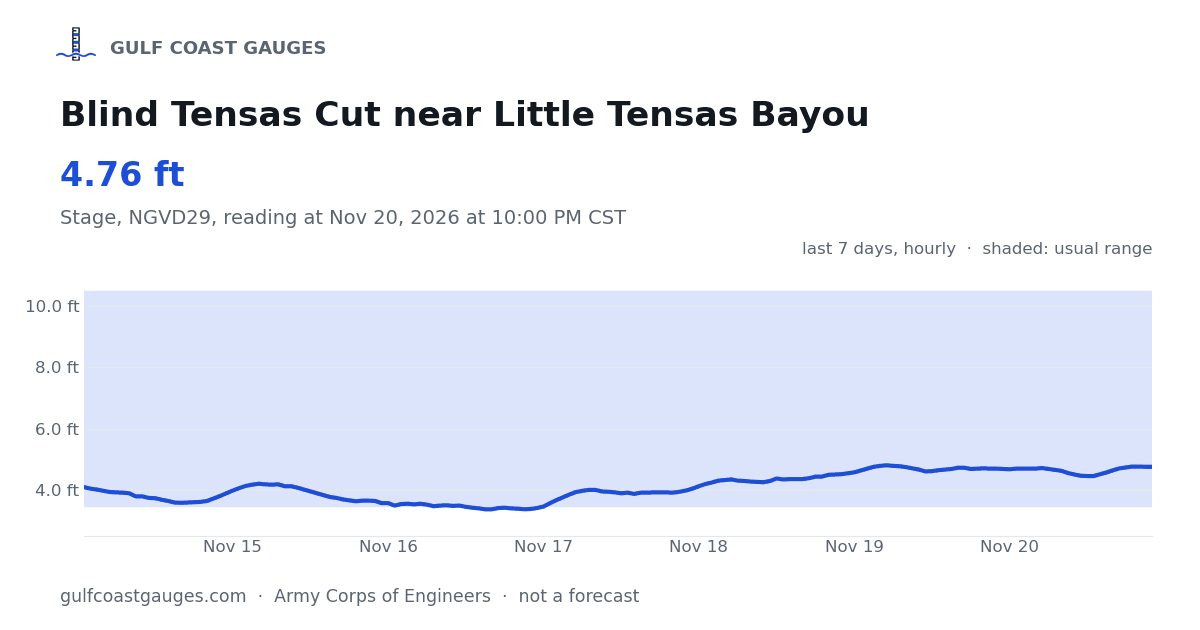 GULF COAST GAUGES
Blind Tensas Cut near Little Tensas Bayou
4.76 ft
Stage, NGVD29, reading at Nov 20, 2026 at 10:00 PM CST
last 7 days, hourly · shaded: usual range
10.0 ft
8.0 ft
6.0 ft
4.0 ft
Nov 15 Nov 16 Nov 17 Nov 18 Nov 19 Nov 20
gulfcoastgauges.com · Army Corps of Engineers · not a forecast